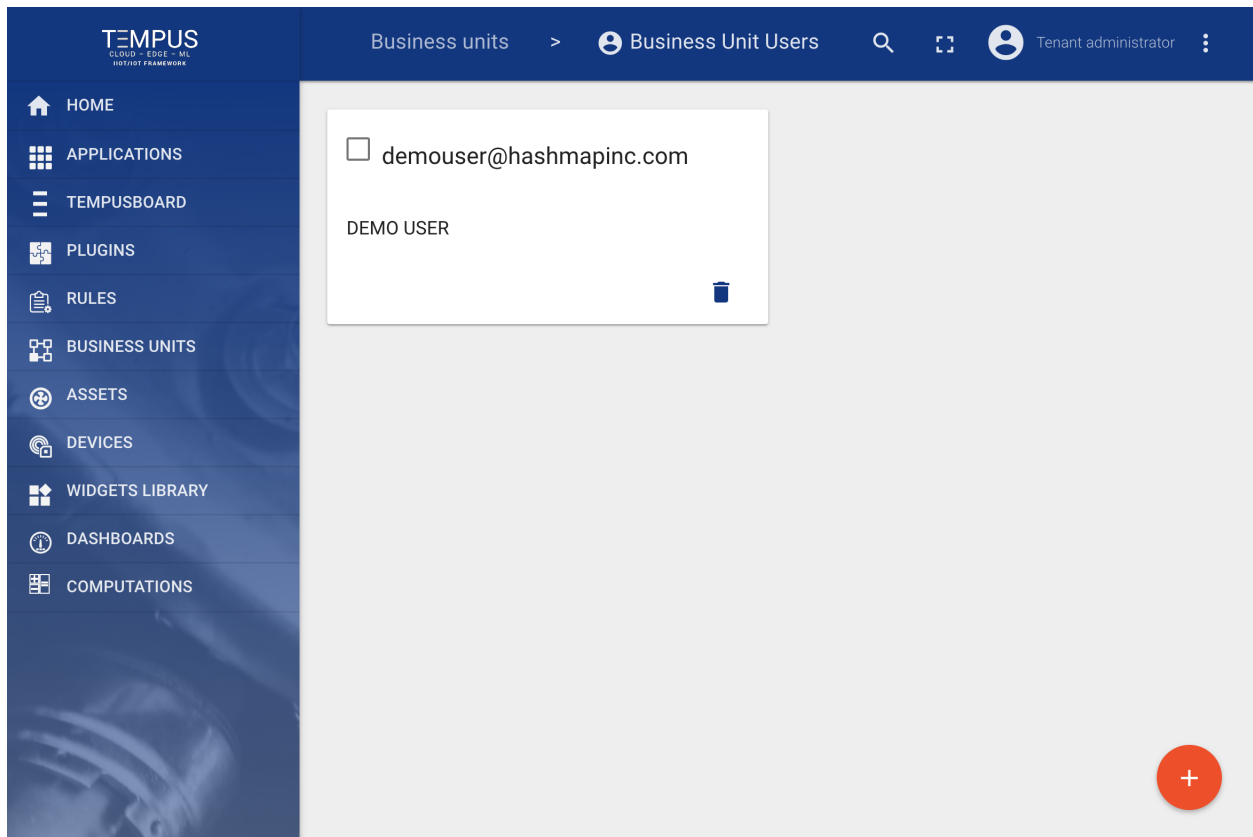 TEMPUS
CLOUD - EDGE - ML
IIOT/IOT FRAMEWORK
Business units > Business Unit Users Tenant administrator
HOME
APPLICATIONS
TEMPUSBOARD
PLUGINS
RULES
BUSINESS UNITS
ASSETS
DEVICES
WIDGETS LIBRARY
DASHBOARDS
COMPUTATIONS
demouser@hashmapinc.com
DEMO USER
+